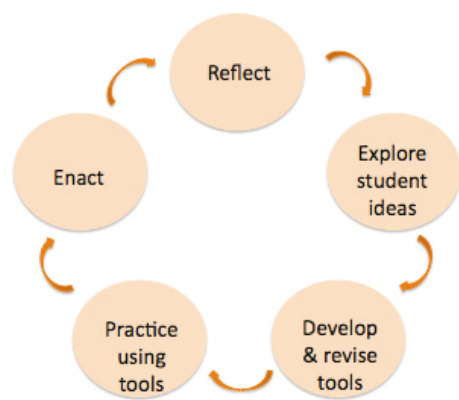 Reflect
Explore
student
ideas
Develop
& revise
tools
Practice
using
tools
Enact